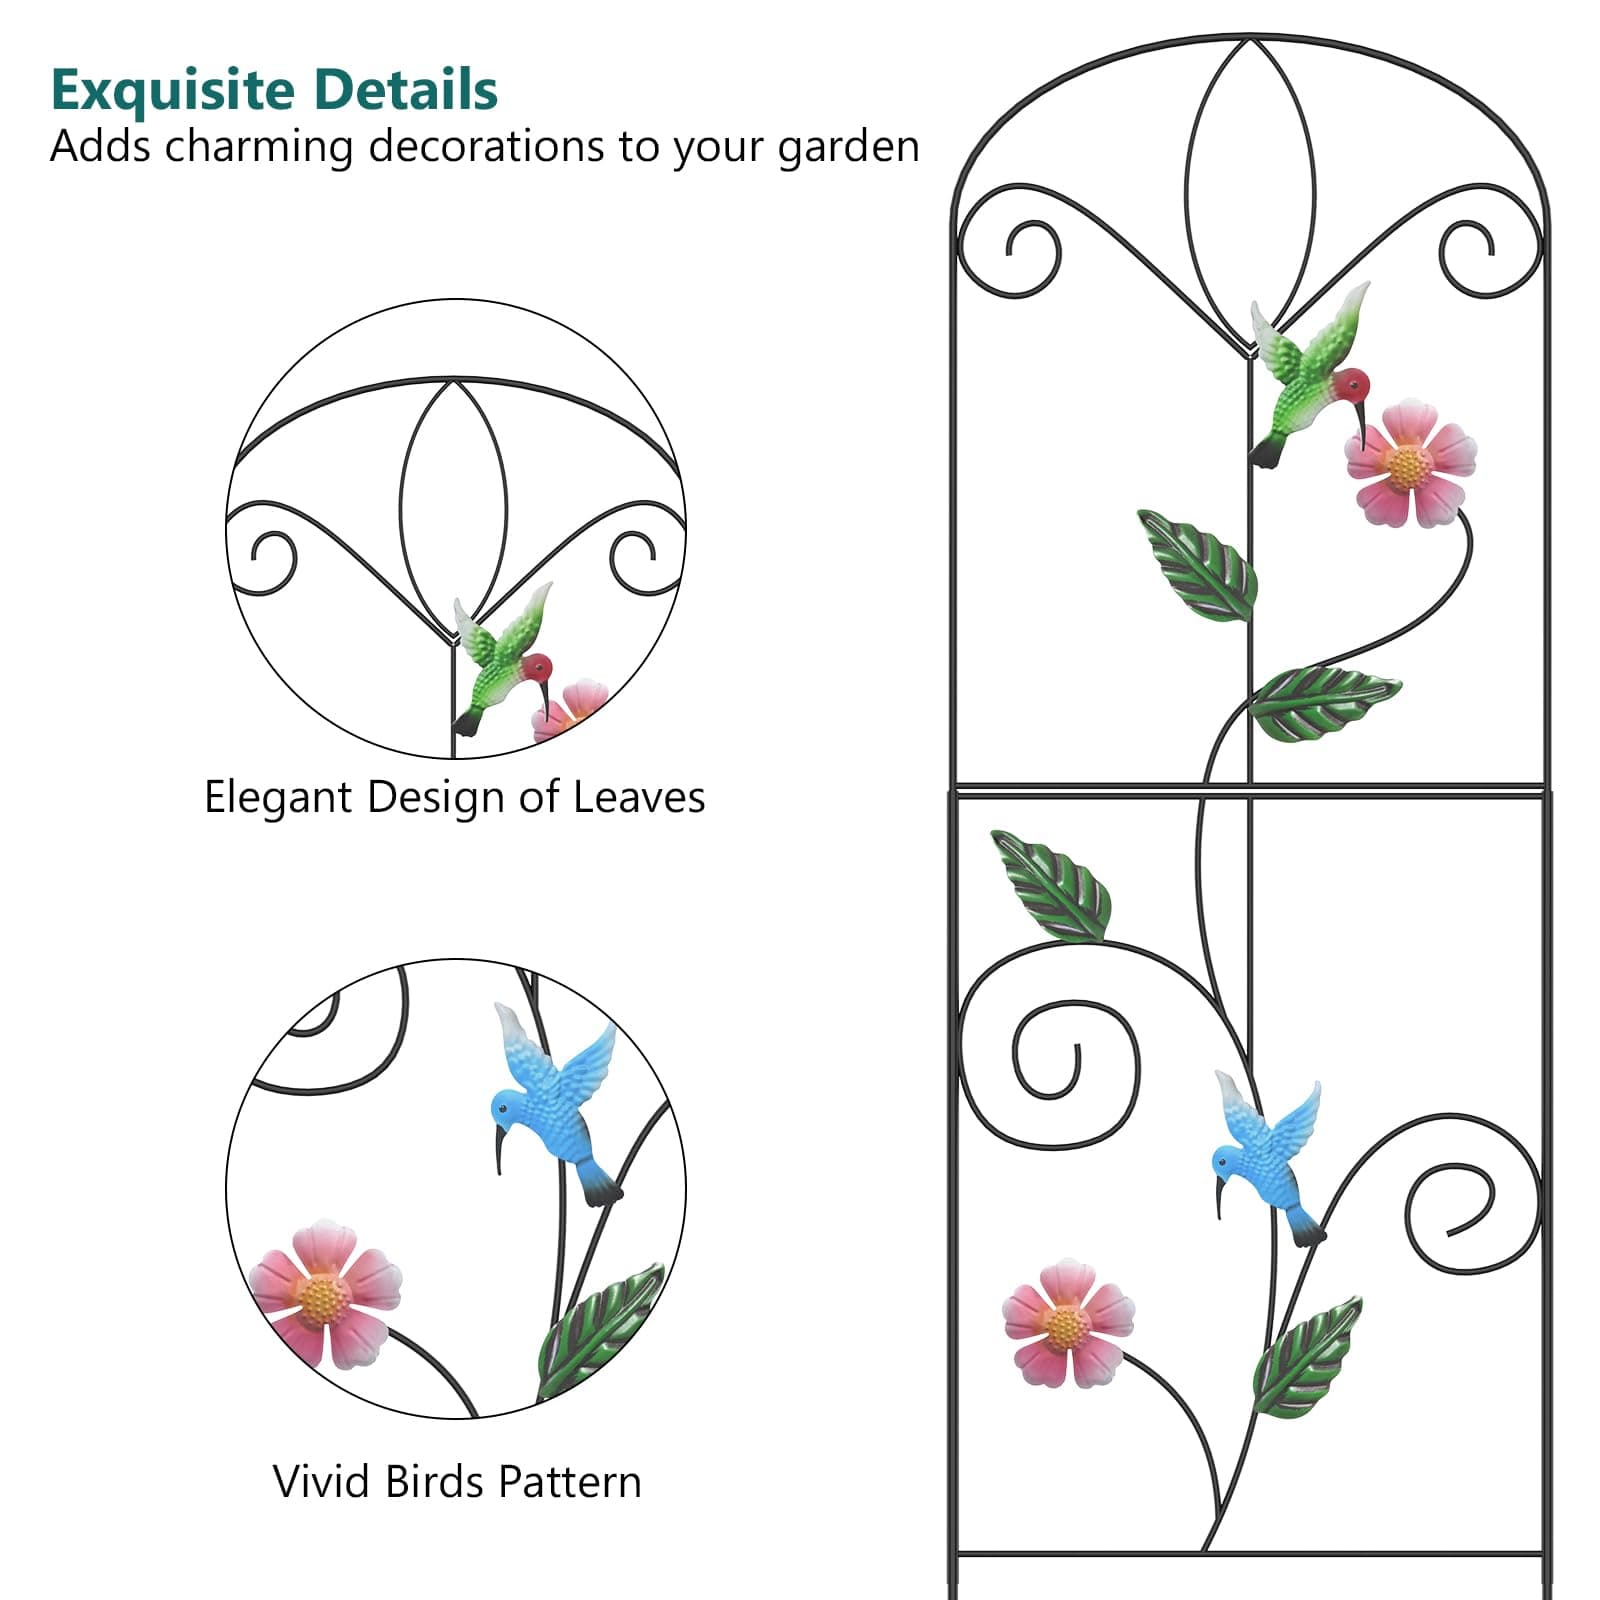 Exquisite Details
Adds charming decorations to your garden
Elegant Design of Leaves
Vivid Birds Pattern